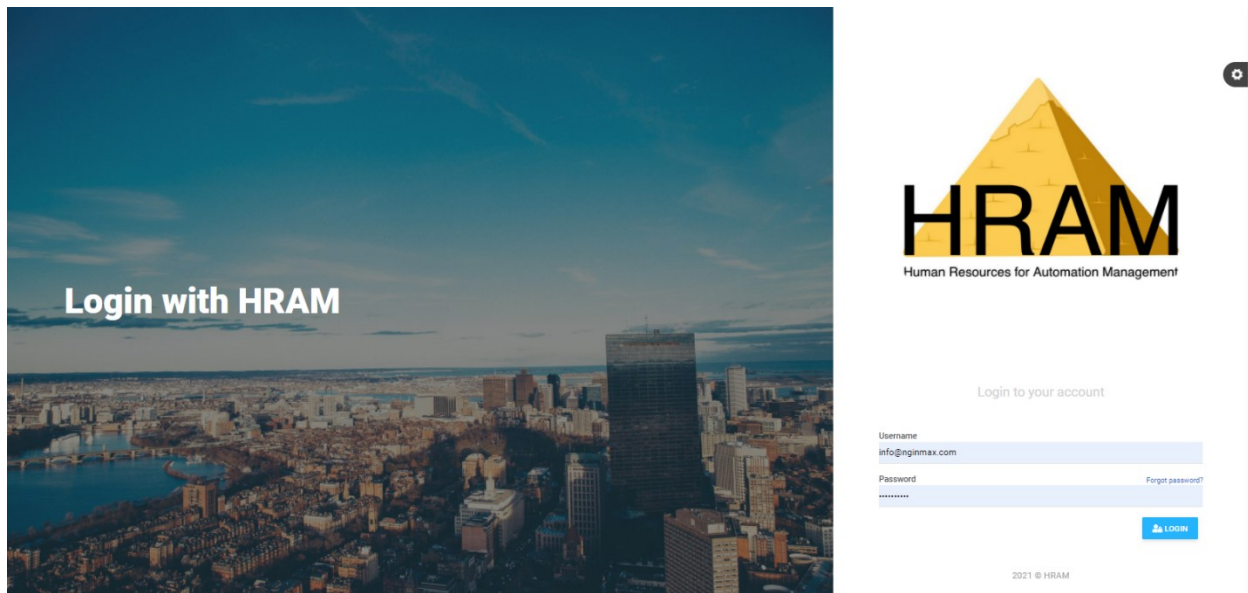 Login with HRAM
HRAM
Human Resources for Automation Management
Login to your account
Username
info@nginmax.com
Password
Forgot password?
••••••••••
LOGIN
2021 © HRAM